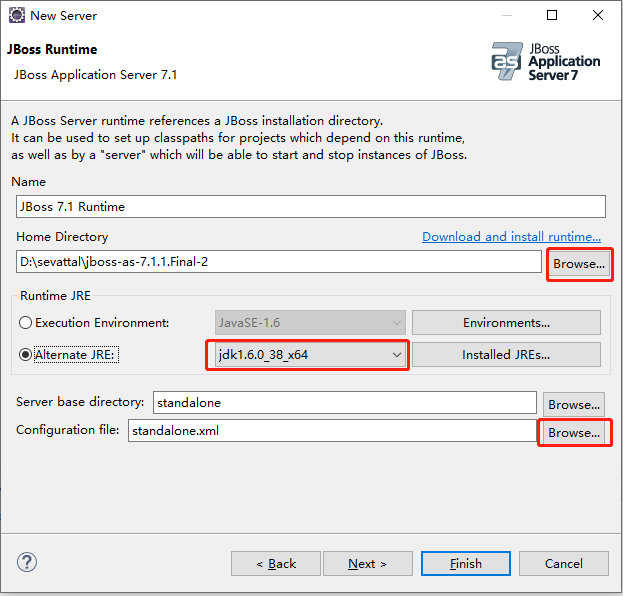 New Server
JBoss Runtime
JBoss Application Server 7.1
as 7 JBoss
Application
Server 7
A JBoss Server runtime references a JBoss installation directory.
It can be used to set up classpaths for projects which depend on this runtime,
as well as by a "server" which will be able to start and stop instances of JBoss.
Name
JBoss 7.1 Runtime
Home Directory Download and install runtime...
D:\sevattal\jboss-as-7.1.1.Final-2 Browse...
Runtime JRE
Execution Environment: JavaSE-1.6 Environments...
Alternate JRE: jdk1.6.0_38_x64 Installed JREs...
Server base directory: standalone Browse...
Configuration file: standalone.xml Browse...
? < Back Next > Finish Cancel